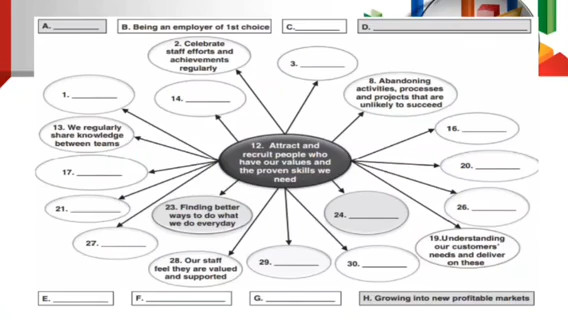 A. ________ B. Being an employer of 1st choice C. ________ D. ________________
2. Celebrate
staff efforts and
achievements
regularly
3. ________
1. ________
14. ________
8. Abandoning
activities, processes
and projects that are
unlikely to succeed
13. We regularly
share knowledge
between teams
12. Attract and
recruit people who
have our values and
the proven skills we
need
16. ________
17. ________
20. ________
21. ________
23. Finding better
ways to do what
we do everyday
24. ________
26. ________
27. ________
28. Our staff
feel they are valued
and supported
29. ________
30. ________
19.Understanding
our customers'
needs and deliver
on these
E. ________ F. ________ G. ________ H. Growing into new profitable markets